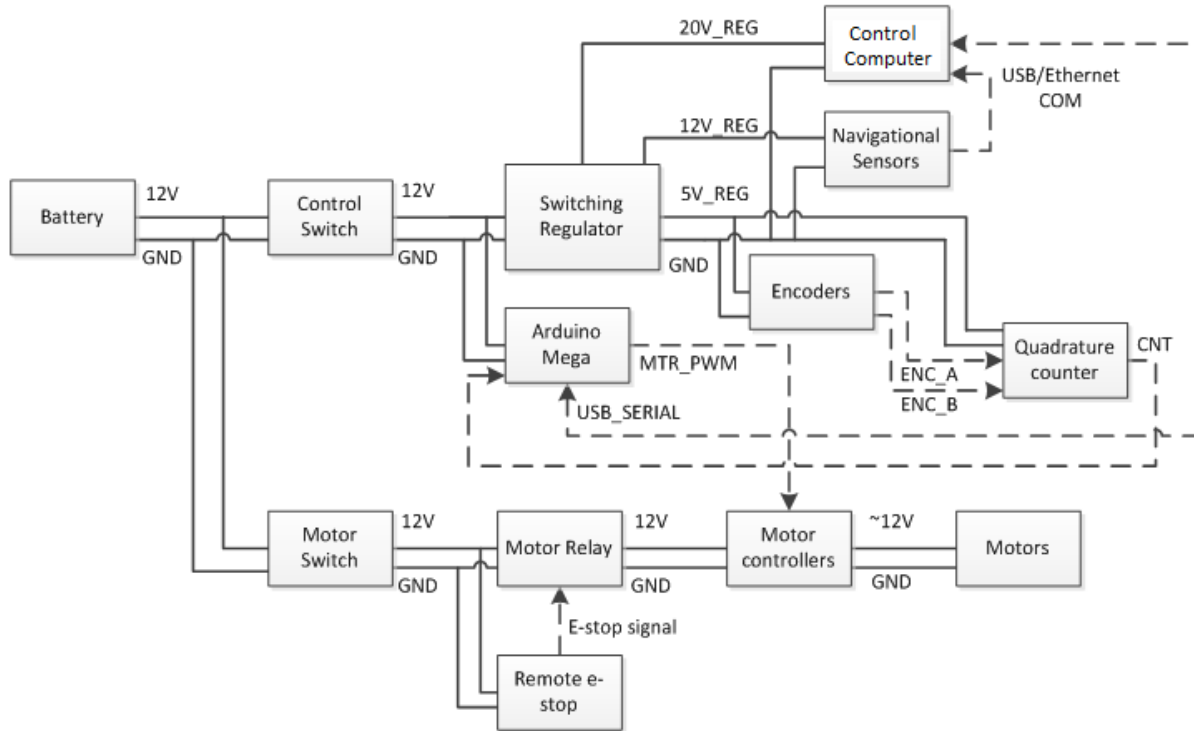 20V_REG
Control
Computer
USB/Ethernet
COM
12V_REG
Navigational
Sensors
Battery
12V
GND
Control
Switch
12V
GND
Switching
Regulator
5V_REG
GND
Encoders
Arduino
Mega
MTR_PWM
USB_SERIAL
ENC_A
ENC_B
Quadrature
counter
CNT
Motor
Switch
12V
GND
Motor Relay
12V
GND
Motor
controllers
~12V
GND
Motors
E-stop signal
Remote e-
stop